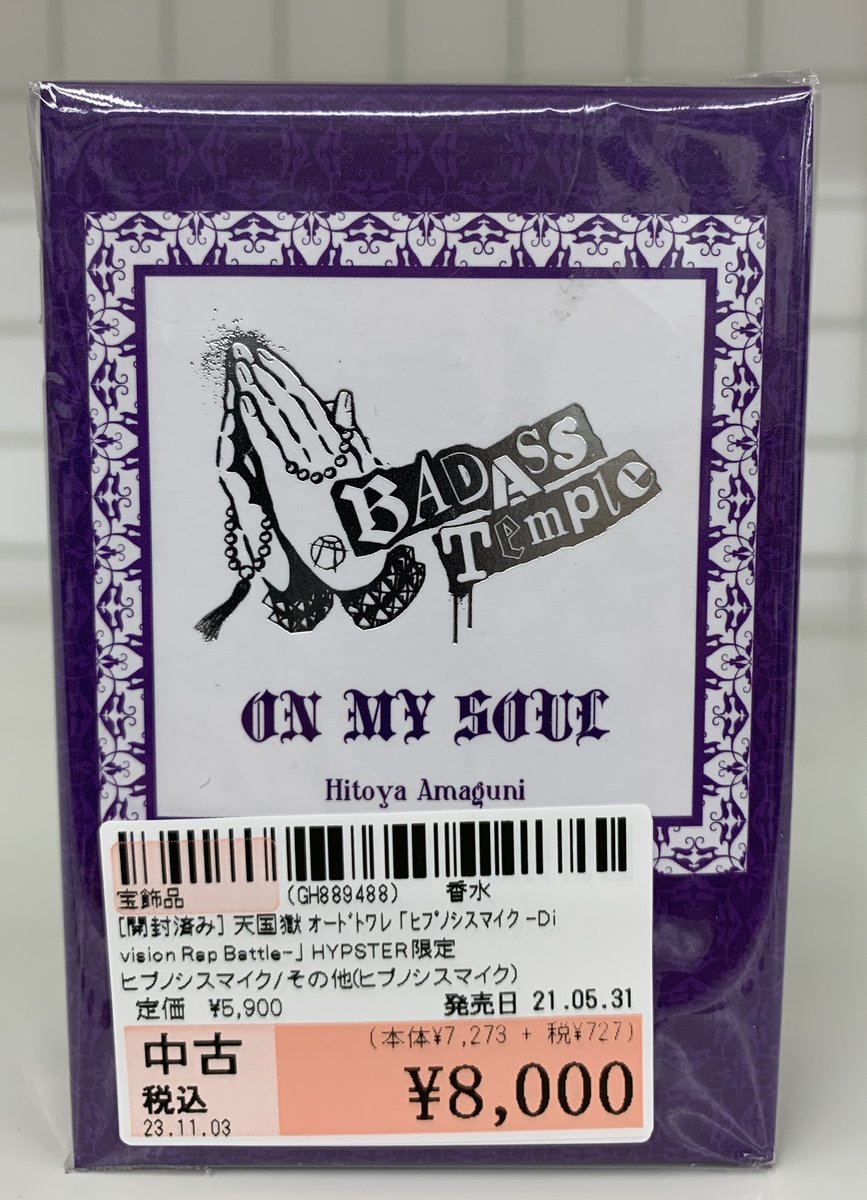 BADASS
Temple
ON MY SOUL
Hitoya Amaguni
宝飾品 (GH889488) 香水
[開封済み] 天国獄 オードトワレ「ヒプノシスマイク -Di
vision Rap Battle-」HYPSTER限定
ヒプノシスマイク/その他(ヒプノシスマイク)
定価 ¥5,900 発売日 21.05.31
(本体¥7,273 + 税¥727)
中古
税込
¥8,000
23.11.03